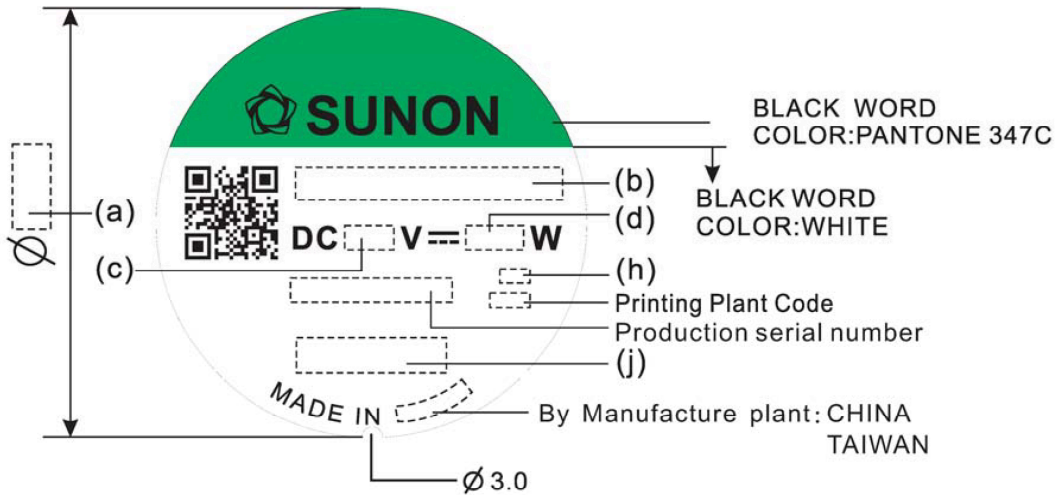 SUNON
BLACK WORD
COLOR:PANTONE 347C
(b)
BLACK WORD
COLOR:WHITE
(a)
(d)
DC V W
(c)
(h)
Printing Plant Code
Production serial number
(j)
MADE IN
By Manufacture plant: CHINA
TAIWAN
Ø
Ø 3.0